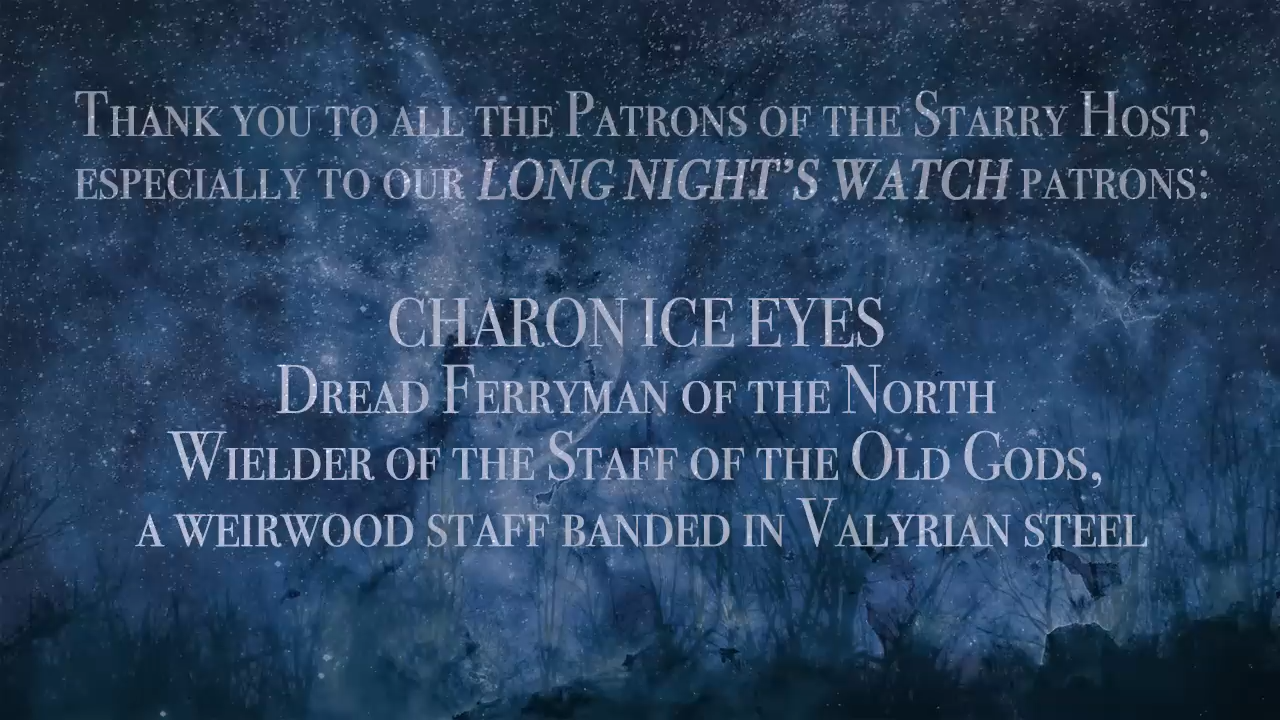 Thank you to all the Patrons of the Starry Host,
especially to our LONG NIGHT'S WATCH patrons:
CHARON ICE EYES
Dread Ferryman of the North
Wielder of the Staff of the Old Gods,
a weirwood staff banded in Valyrian steel